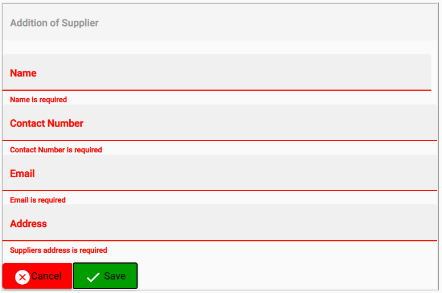 Addition of Supplier
Name
Name is required
Contact Number
Contact Number is required
Email
Email is required
Address
Suppliers address is required
Cancel Save